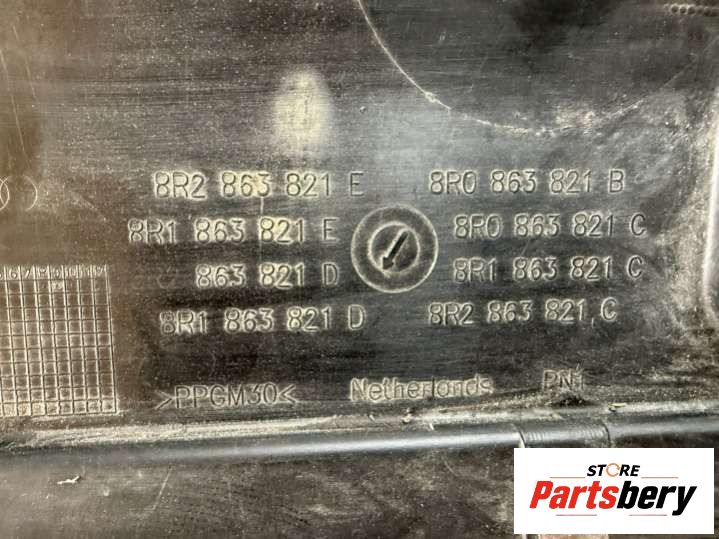 8R2 863 821 E
8R1 863 821 E
863 821 D
8R1 863 821 D
8R0 863 821 B
8R0 863 821 C
8R1 863 821 C
8R2 863 821 C
>PPGM30<
Netherlands
STORE
Partsbery